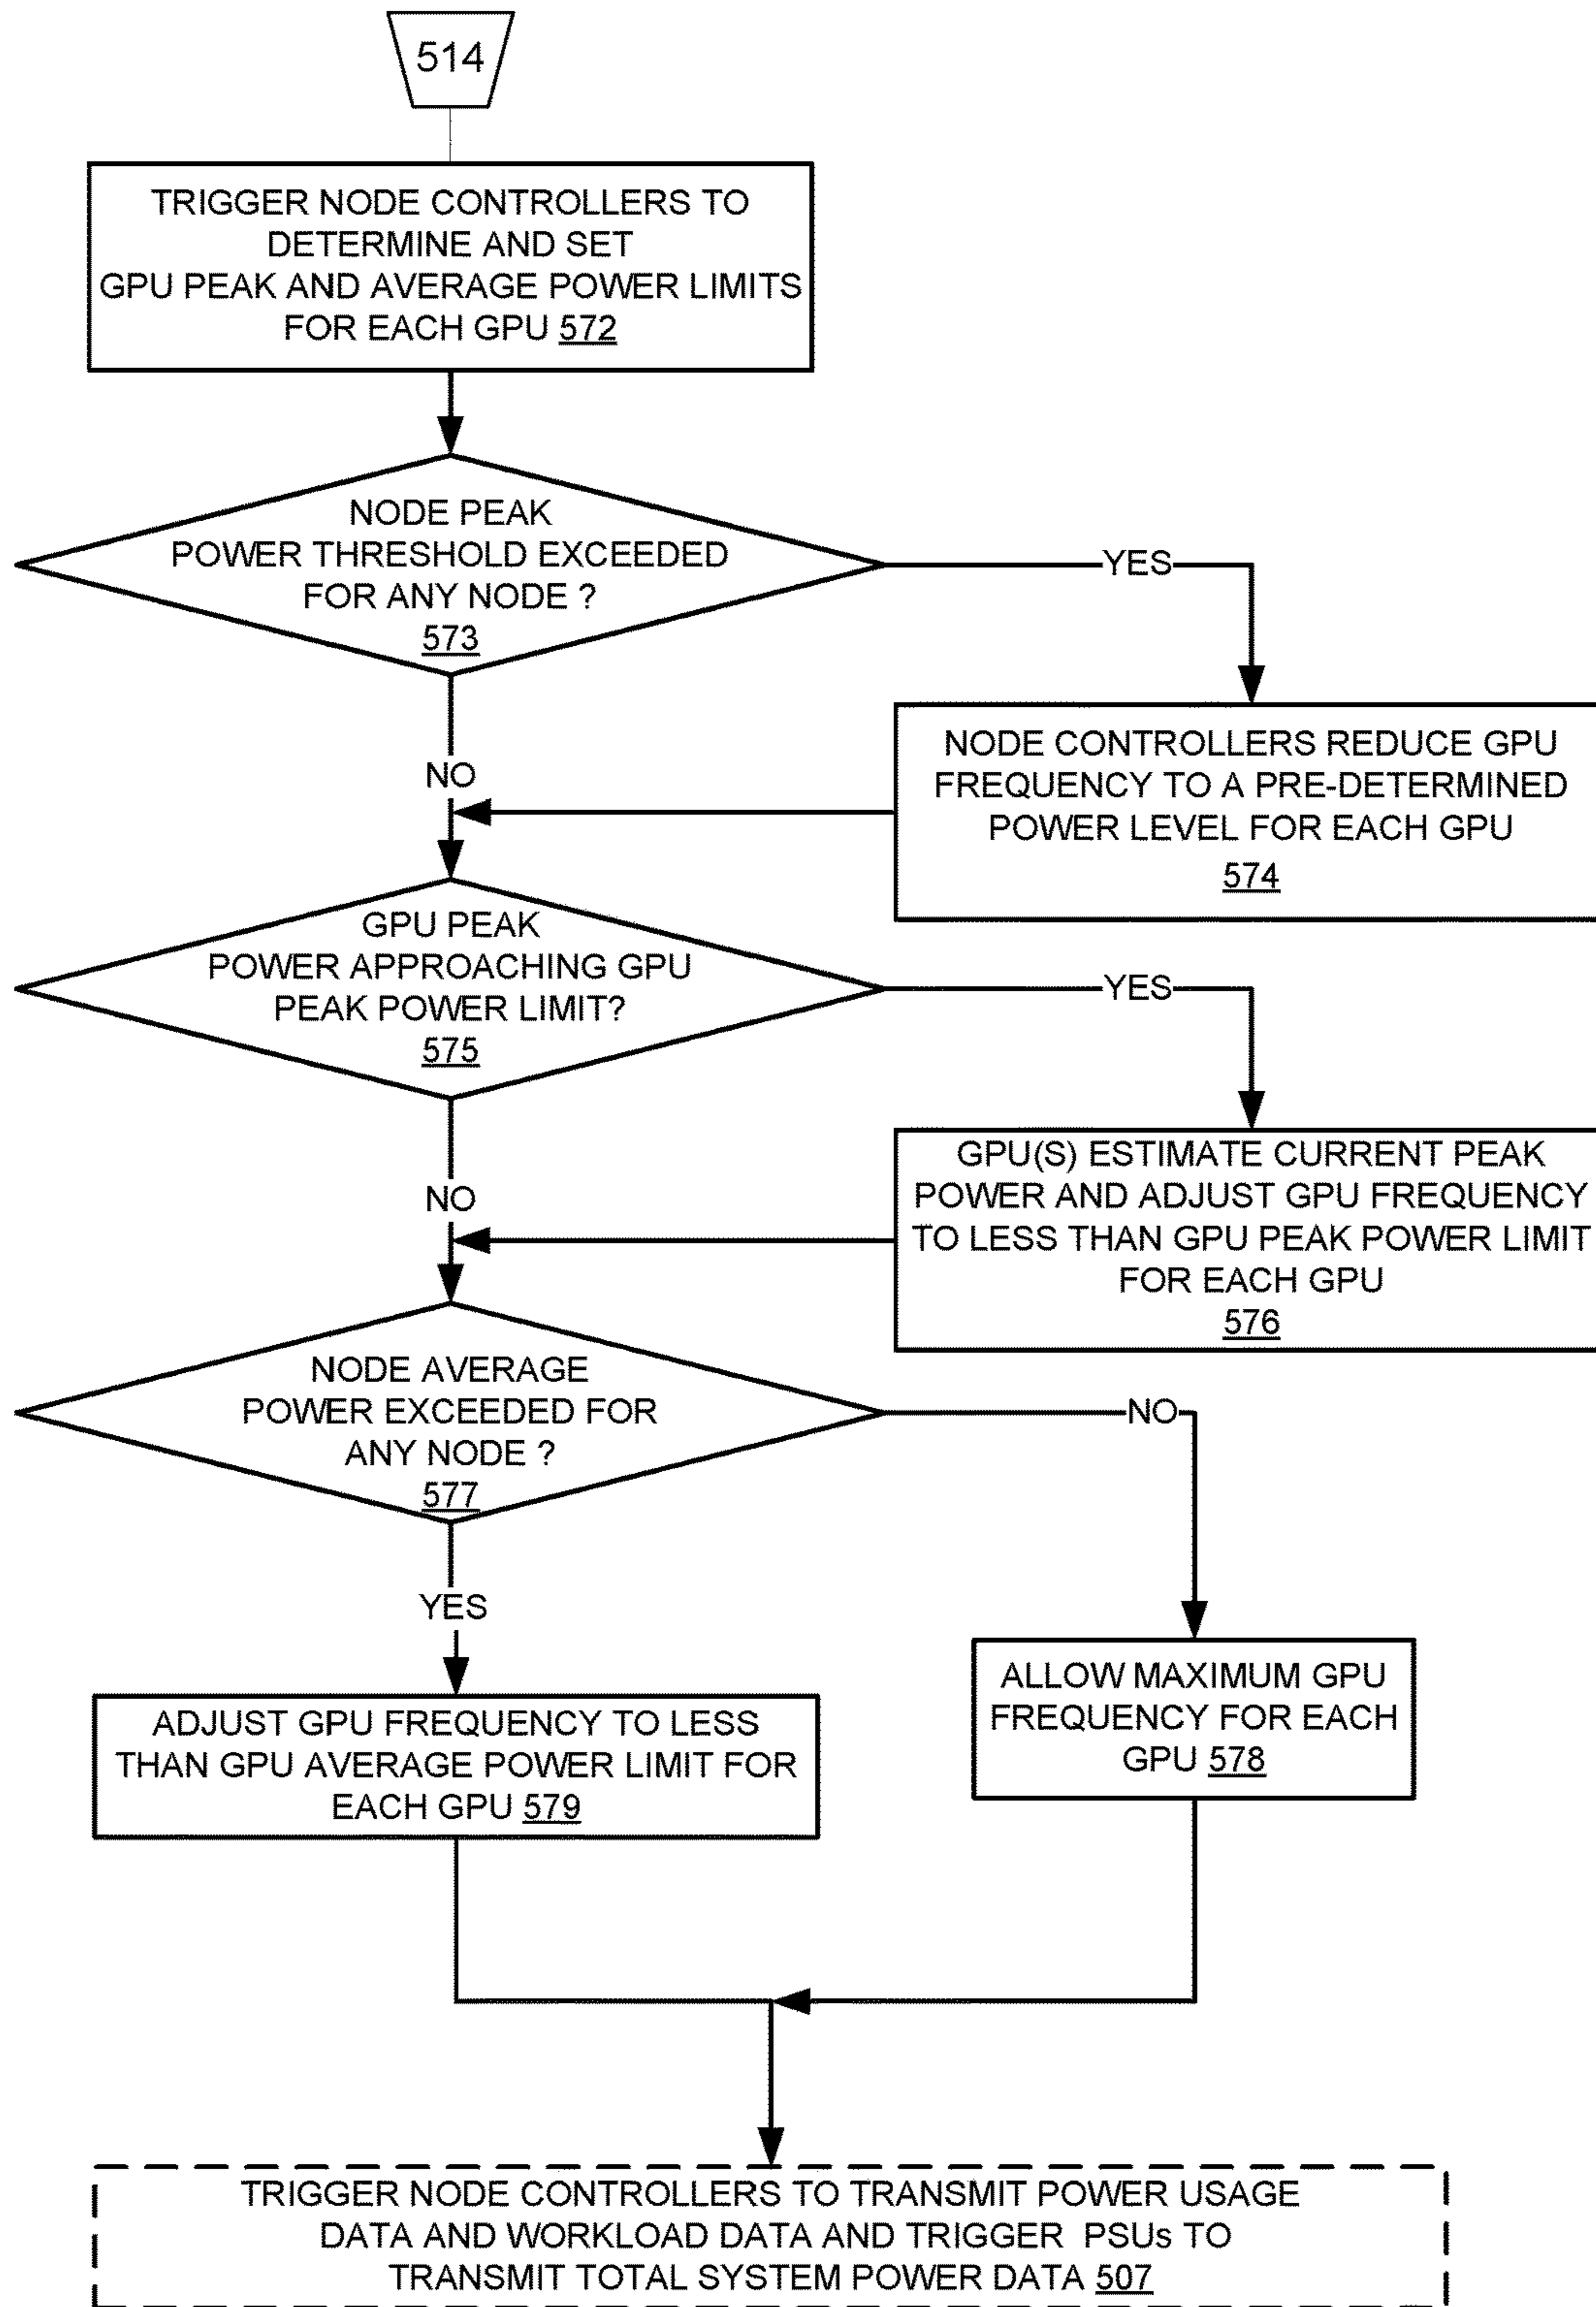 514
TRIGGER NODE CONTROLLERS TO
DETERMINE AND SET
GPU PEAK AND AVERAGE POWER LIMITS
FOR EACH GPU 572
NODE PEAK
POWER THRESHOLD EXCEEDED
FOR ANY NODE ?
573
YES
NO
NODE CONTROLLERS REDUCE GPU
FREQUENCY TO A PRE-DETERMINED
POWER LEVEL FOR EACH GPU
574
GPU PEAK
POWER APPROACHING GPU
PEAK POWER LIMIT?
575
YES
NO
GPU(S) ESTIMATE CURRENT PEAK
POWER AND ADJUST GPU FREQUENCY
TO LESS THAN GPU PEAK POWER LIMIT
FOR EACH GPU
576
NODE AVERAGE
POWER EXCEEDED FOR
ANY NODE ?
577
NO
YES
ALLOW MAXIMUM GPU
FREQUENCY FOR EACH
GPU 578
ADJUST GPU FREQUENCY TO LESS
THAN GPU AVERAGE POWER LIMIT FOR
EACH GPU 579
TRIGGER NODE CONTROLLERS TO TRANSMIT POWER USAGE
DATA AND WORKLOAD DATA AND TRIGGER PSUs TO
TRANSMIT TOTAL SYSTEM POWER DATA 507